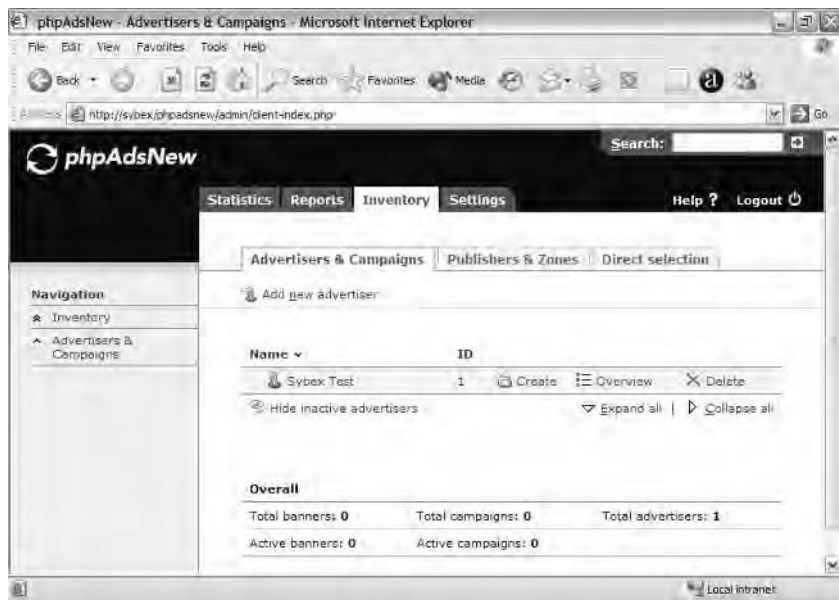 phpAdsNew - Advertisers & Campaigns - Microsoft Internet Explorer
File Edit View Favorites Tools Help
Back Search Favorites Media
http://sybex/phpadsnew/admin/client-index.php Go
phpAdsNew
Search:
Statistics Reports Inventory Settings Help ? Logout
Advertisers & Campaigns Publishers & Zones Direct selection
Navigation
Inventory
Advertisers & Campaigns
Add new advertiser
Name ID
Sybex Test 1 Create Overview Delete
Hide inactive advertisers Expand all | Collapse all
Overall
Total banners: 0 Total campaigns: 0 Total advertisers: 1
Active banners: 0 Active campaigns: 0
Local intranet